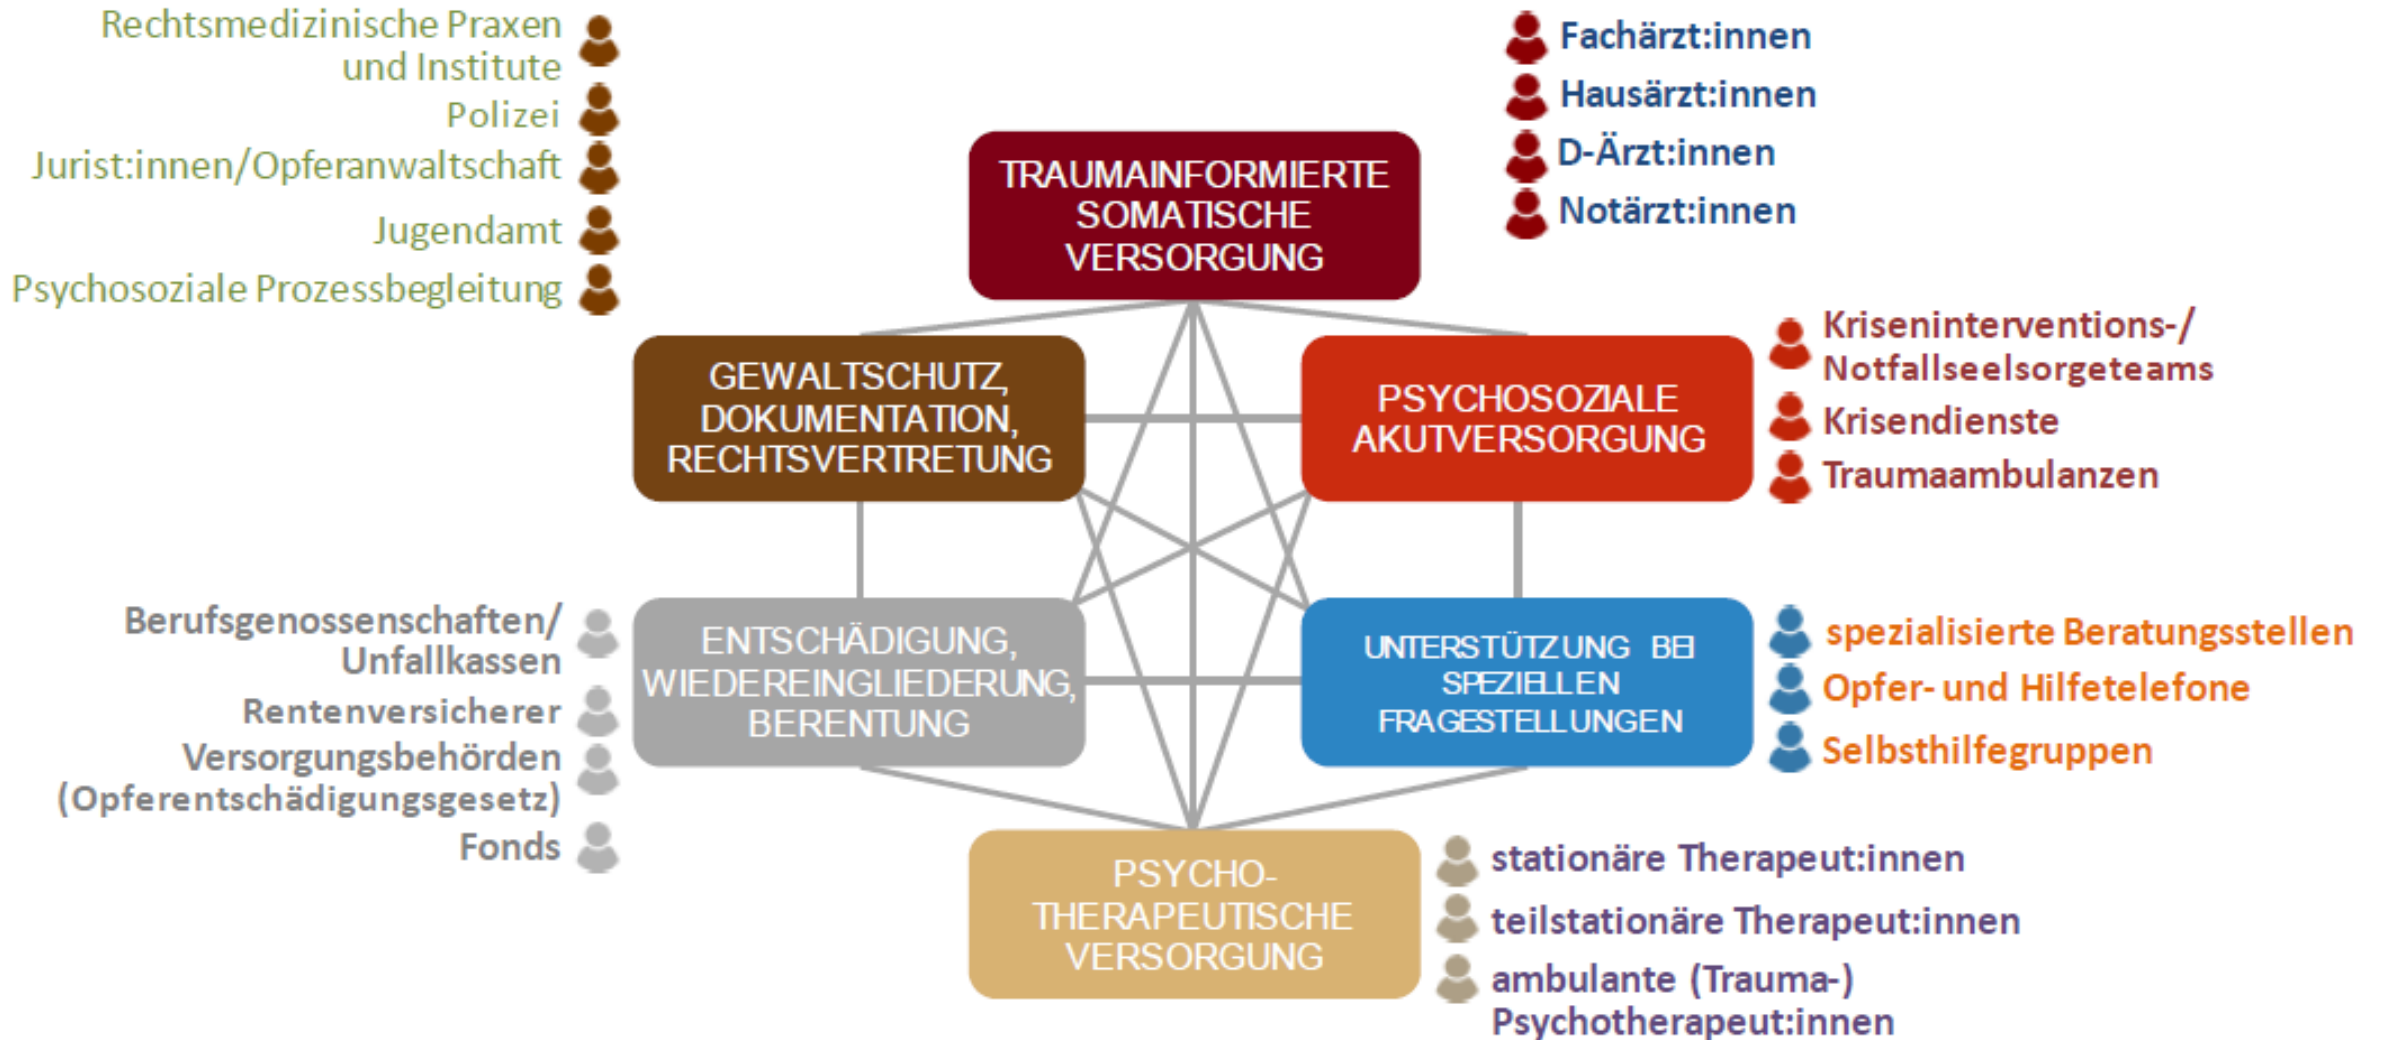 Rechtsmedizinische Praxen
und Institute
Polizei
Jurist:innen/Opferanwaltschaft
Jugendamt
Psychosoziale Prozessbegleitung
TRAUMAINFORMIERTE
SOMATISCHE
VERSORGUNG
Fachärzt:innen
Hausärzt:innen
D-Ärzt:innen
Notärzt:innen
GEWALTSCHUTZ,
DOKUMENTATION,
RECHTSVERTRETUNG
PSYCHOSOZIALE
AKUTVERSORGUNG
Kriseninterventions-/
Notfallseelsorgeteams
Krisendienste
Traumaambulanzen
Berufsgenossenschaften/
Unfallkassen
Rentenversicherer
Versorgungsbehörden
(Opferentschädigungsgesetz)
Fonds
ENTSCHÄDIGUNG,
WIEDEREINGLIEDERUNG,
BERENTUNG
UNTERSTÜTZUNG BEI
SPEZIELLEN
FRAGESTELLUNGEN
spezialisierte Beratungsstellen
Opfer- und Hilfetelefone
Selbsthilfegruppen
PSYCHO-
THERAPEUTISCHE
VERSORGUNG
stationäre Therapeut:innen
teilstationäre Therapeut:innen
ambulante (Trauma-)
Psychotherapeut:innen